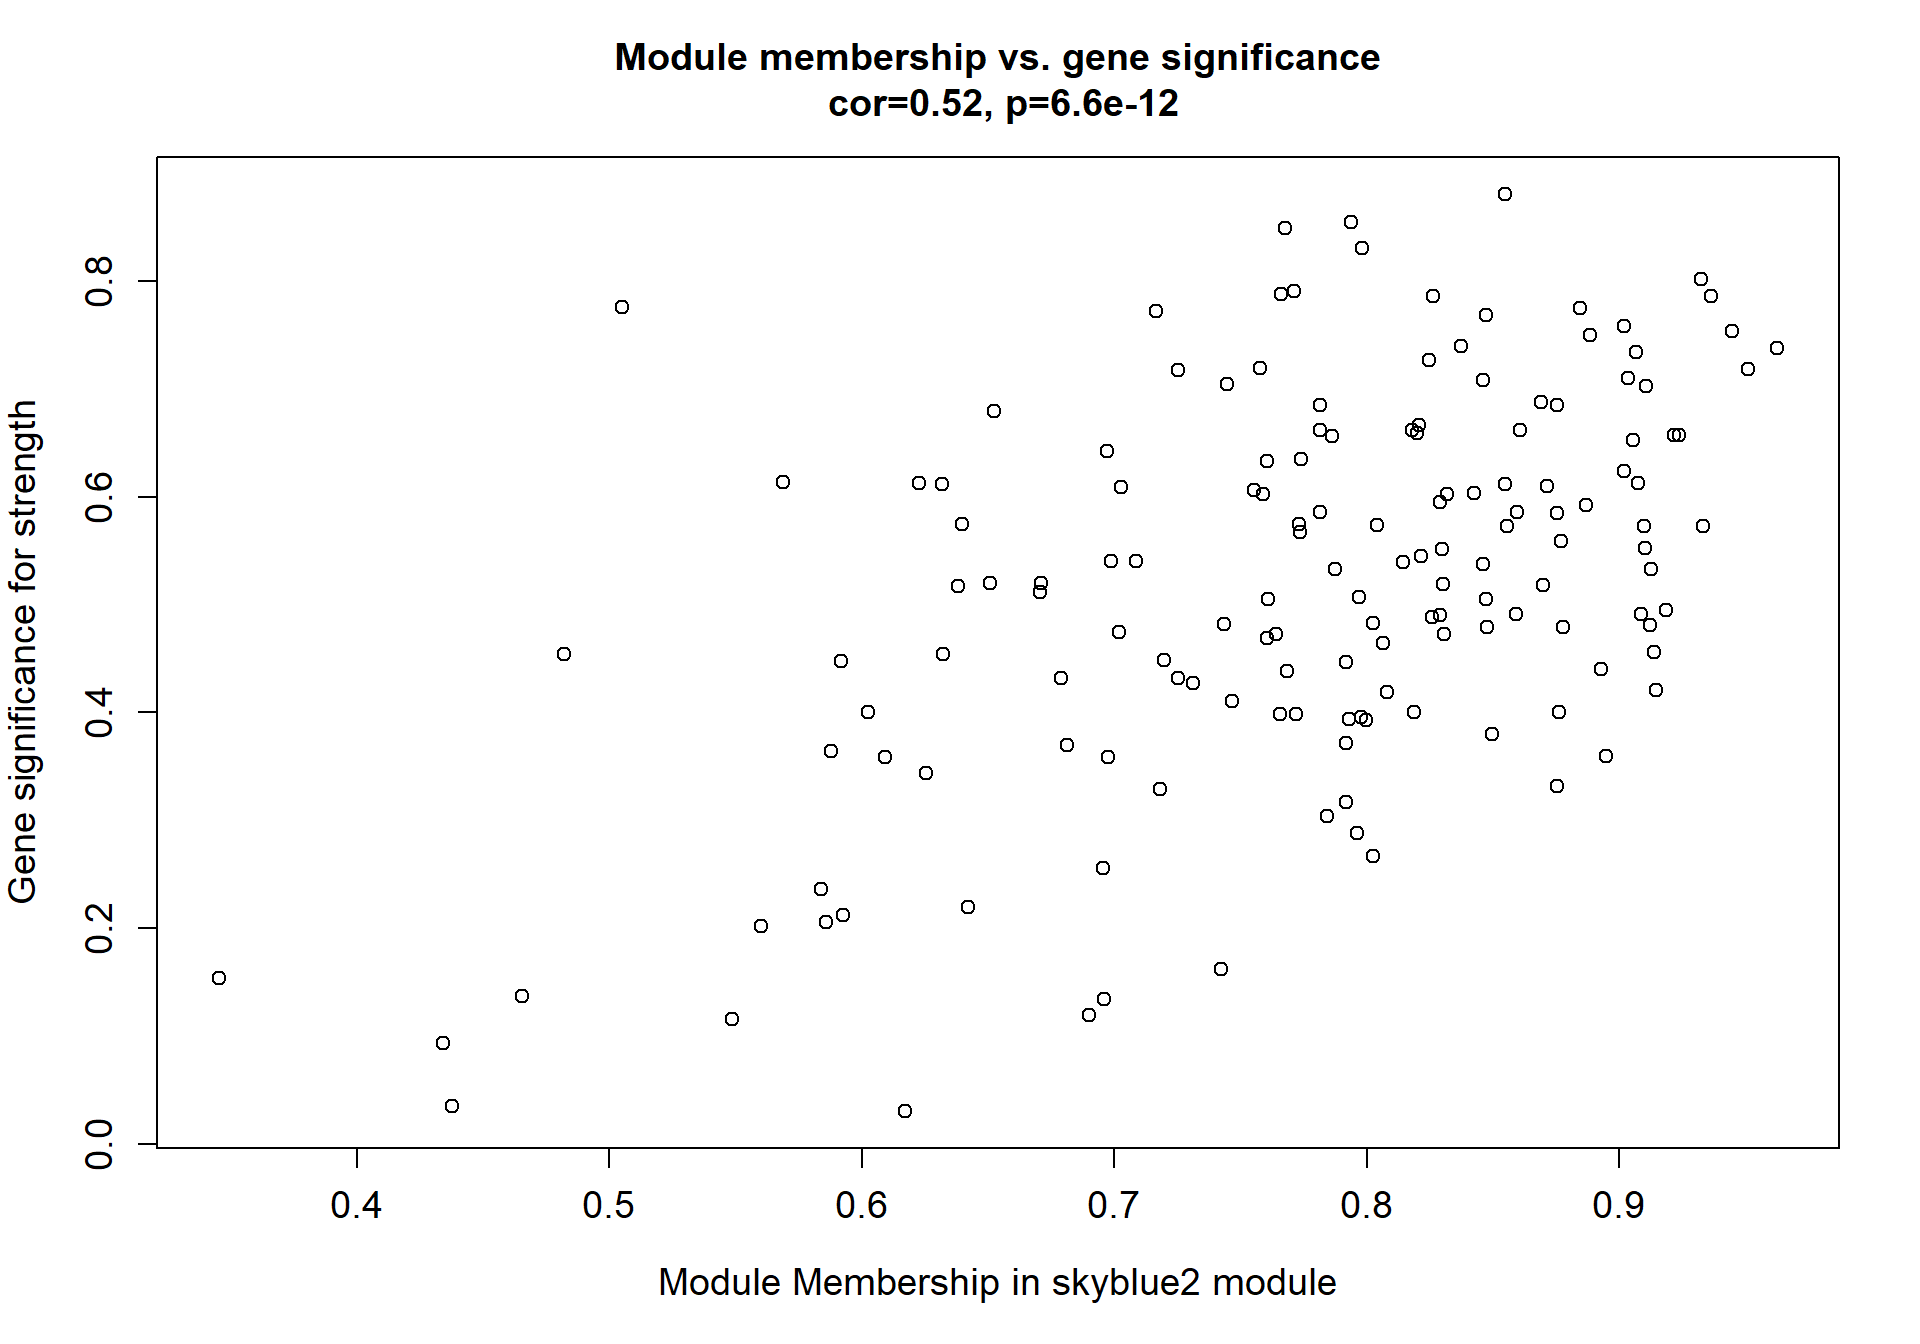 Module membership vs. gene significance
cor=0.52, p=6.6e-12
Gene significance for strength
0.8
0.6
0.4
0.2
0.0
0.4 0.5 0.6 0.7 0.8 0.9
Module Membership in skyblue2 module